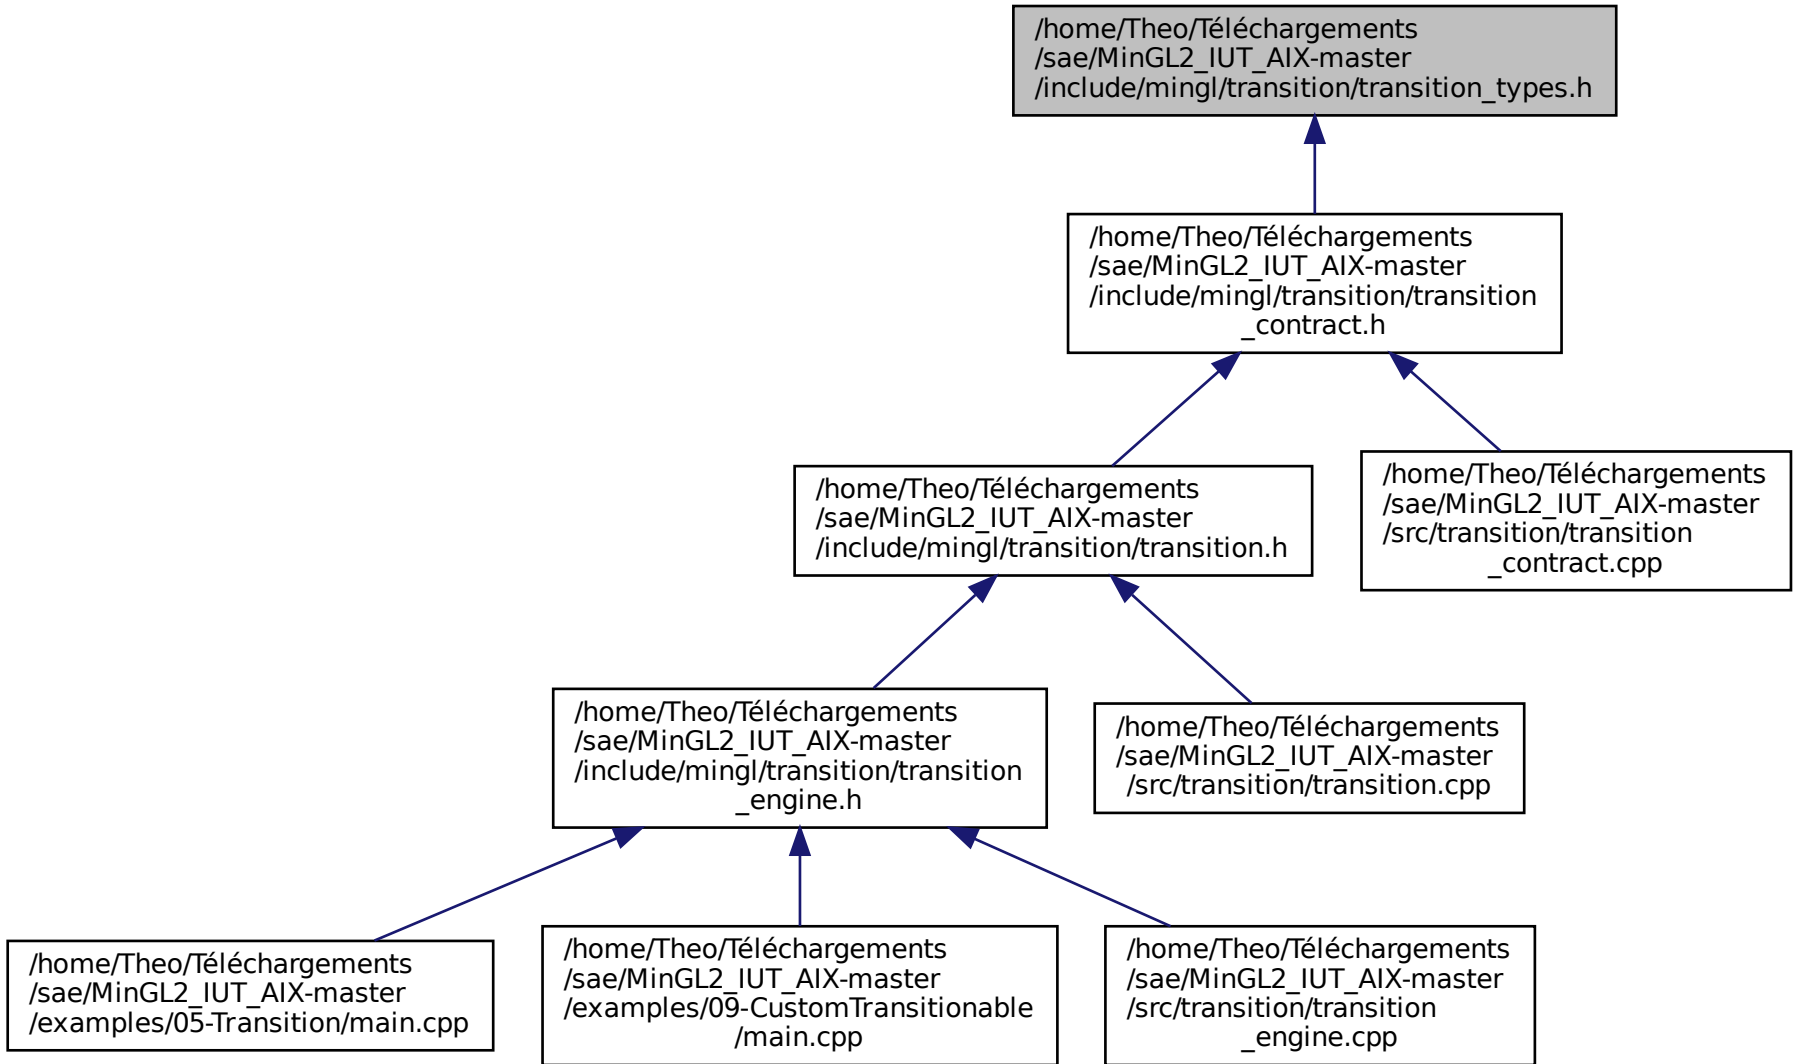 /home/Theo/Téléchargements
/sae/MinGL2_IUT_AIX-master
/include/mingl/transition/transition_types.h
/home/Theo/Téléchargements
/sae/MinGL2_IUT_AIX-master
/include/mingl/transition/transition
_contract.h
/home/Theo/Téléchargements
/sae/MinGL2_IUT_AIX-master
/include/mingl/transition/transition.h
/home/Theo/Téléchargements
/sae/MinGL2_IUT_AIX-master
/src/transition/transition
_contract.cpp
/home/Theo/Téléchargements
/sae/MinGL2_IUT_AIX-master
/include/mingl/transition/transition
_engine.h
/home/Theo/Téléchargements
/sae/MinGL2_IUT_AIX-master
/src/transition/transition.cpp
/home/Theo/Téléchargements
/sae/MinGL2_IUT_AIX-master
/examples/05-Transition/main.cpp
/home/Theo/Téléchargements
/sae/MinGL2_IUT_AIX-master
/examples/09-CustomTransitionable
/main.cpp
/home/Theo/Téléchargements
/sae/MinGL2_IUT_AIX-master
/src/transition/transition
_engine.cpp